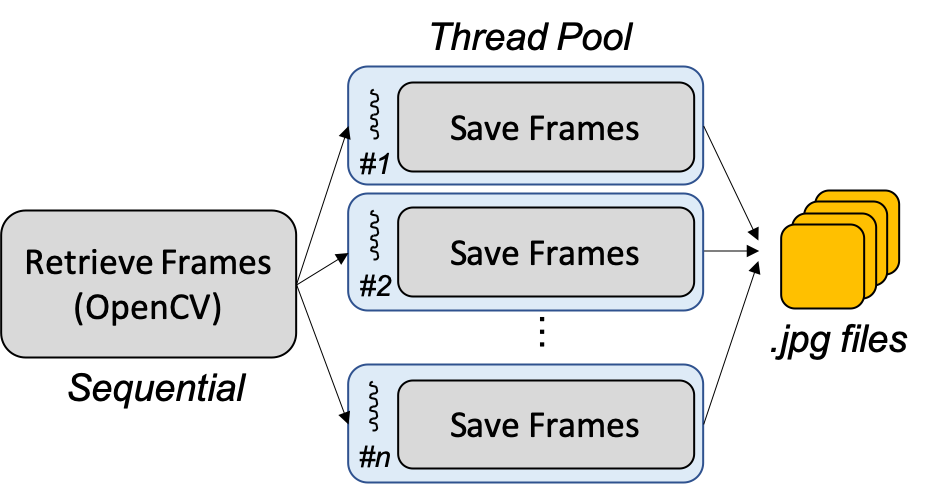 Thread Pool
Save Frames
#1
Retrieve Frames
(OpenCV)
Sequential
Save Frames
#2
⋮
Save Frames
#n
.jpg files